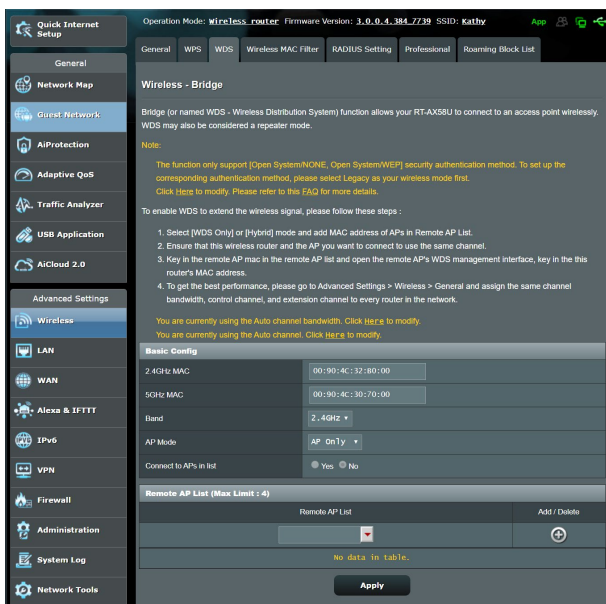 Quick Internet
Setup
General
Network Map
Guest Network
AiProtection
Adaptive QoS
Traffic Analyzer
USB Application
AiCloud 2.0
Advanced Settings
Wireless
LAN
WAN
Alexa & IFTTT
IPv6
VPN
Firewall
Administration
System Log
Network Tools
Operation Mode: Wireless router Firmware Version: 3.0.0.4.384_7739 SSID: Kathy App
General WPS WDS Wireless MAC Filter RADIUS Setting Professional Roaming Block List
Wireless - Bridge
Bridge (or named WDS - Wireless Distribution System) function allows your RT-AX58U to connect to an access point wirelessly.
WDS may also be considered a repeater mode.
Note:
The function only support [Open System/NONE, Open System/WEP] security authentication method. To set up the
corresponding authentication method, please select Legacy as your wireless mode first.
Click Here to modify. Please refer to this FAQ for more details.
To enable WDS to extend the wireless signal, please follow these steps :
1. Select [WDS Only] or [Hybrid] mode and add MAC address of APs in Remote AP List.
2. Ensure that this wireless router and the AP you want to connect to use the same channel.
3. Key in the remote AP mac in the remote AP list and open the remote AP's WDS management interface, key in the this
router's MAC address.
4. To get the best performance, please go to Advanced Settings > Wireless > General and assign the same channel
bandwidth, control channel, and extension channel to every router in the network.
You are currently using the Auto channel bandwidth. Click Here to modify.
You are currently using the Auto channel. Click Here to modify.
Basic Config
2.4GHz MAC 00:90:4C:32:80:00
5GHz MAC 00:90:4C:30:70:00
Band 2.4GHz
AP Mode AP Only
Connect to APs in list Yes No
Remote AP List (Max Limit : 4)
Remote AP List Add / Delete
No data in table.
Apply